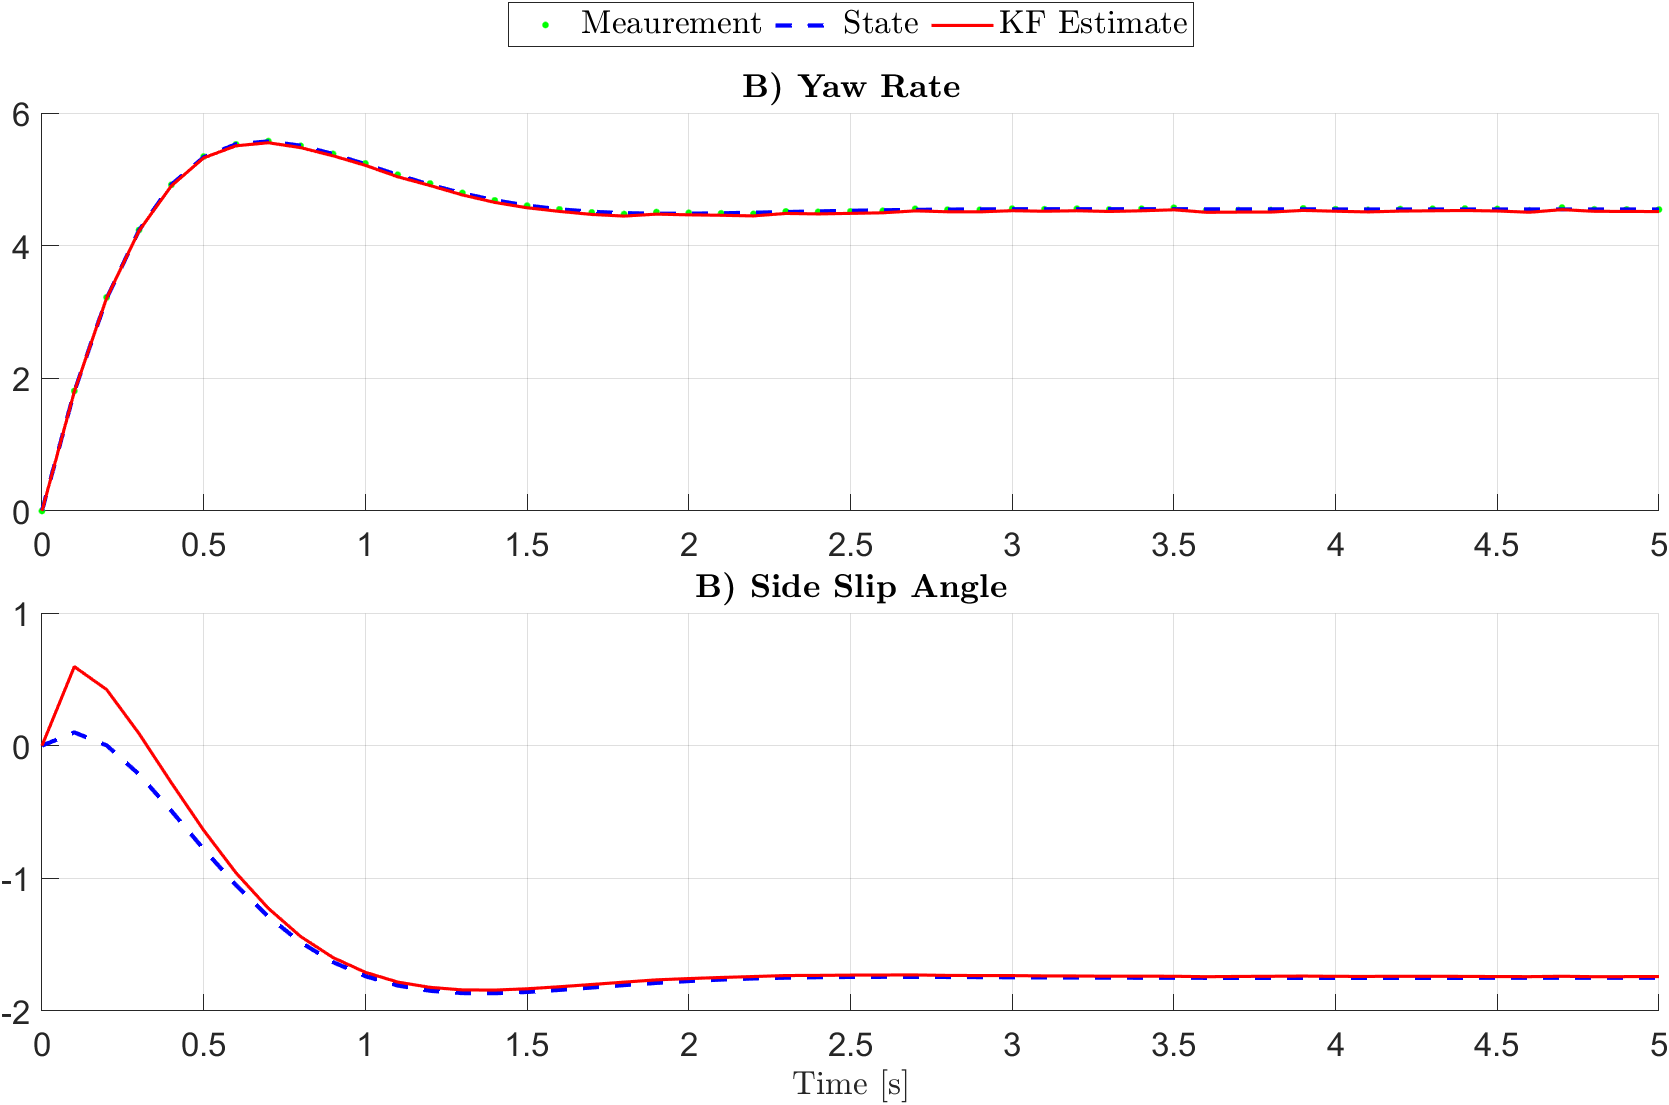 Meaurement State KF Estimate
B) Yaw Rate
6
4
2
0
0 0.5 1 1.5 2 2.5 3 3.5 4 4.5 5
B) Side Slip Angle
1
0
-1
-2
0 0.5 1 1.5 2 2.5 3 3.5 4 4.5 5
Time [s]